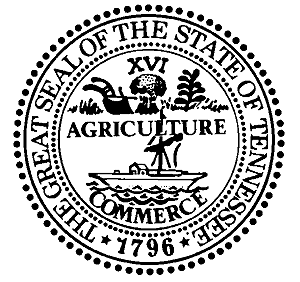 THE GREAT SEAL OF THE STATE OF TENNESSEE
XVI
AGRICULTURE
COMMERCE
★ 1796 ★